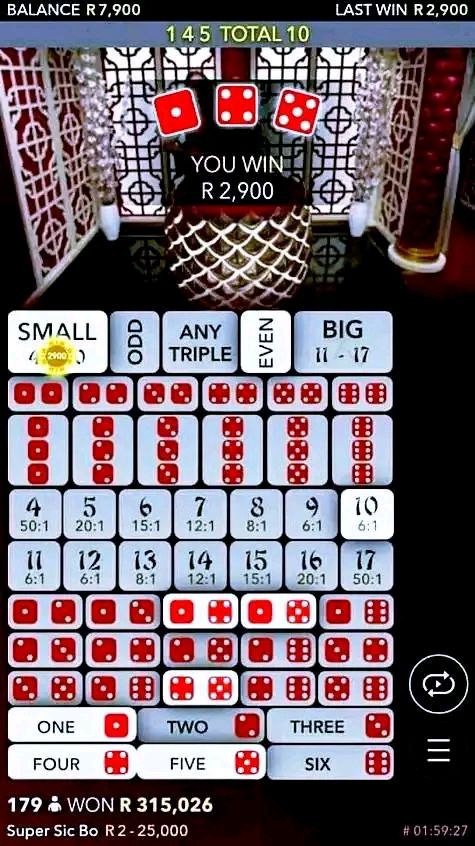 BALANCE R7,900 LAST WIN R2,900
1 4 5 TOTAL 10
YOU WIN
R 2,900
SMALL ODD ANY TRIPLE EVEN BIG
2900 11 - 17
4 5 6 7 8 9 10
50:1 20:1 15:1 12:1 8:1 6:1 6:1
11 12 13 14 15 16 17
6:1 6:1 8:1 12:1 15:1 20:1 50:1
ONE TWO THREE
FOUR FIVE SIX
179 WON R 315,026
Super Sic Bo R 2 - 25,000 # 01:59:27